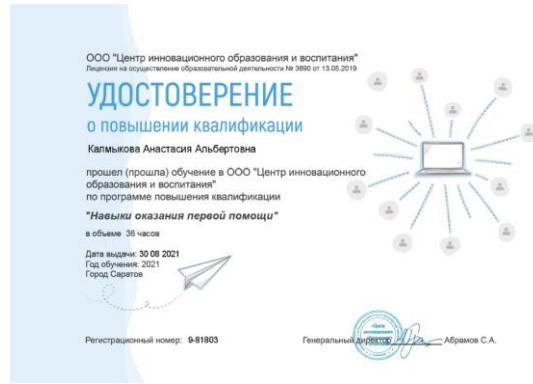 ООО "Центр инновационного образования и воспитания"
Лицензия на осуществление образовательной деятельности № 3690 от 13.05.2019
УДОСТОВЕРЕНИЕ
о повышении квалификации
Калмыкова Анастасия Альбертовна
прошел (прошла) обучение в ООО "Центр инновационного
образования и воспитания"
по программе повышения квалификации
"Навыки оказания первой помощи"
в объеме 36 часов
Дата выдачи: 30 08 2021
Год обучения: 2021
Город Саратов
Регистрационный номер: 9-81803
Генеральный директор Абрамов С.А.